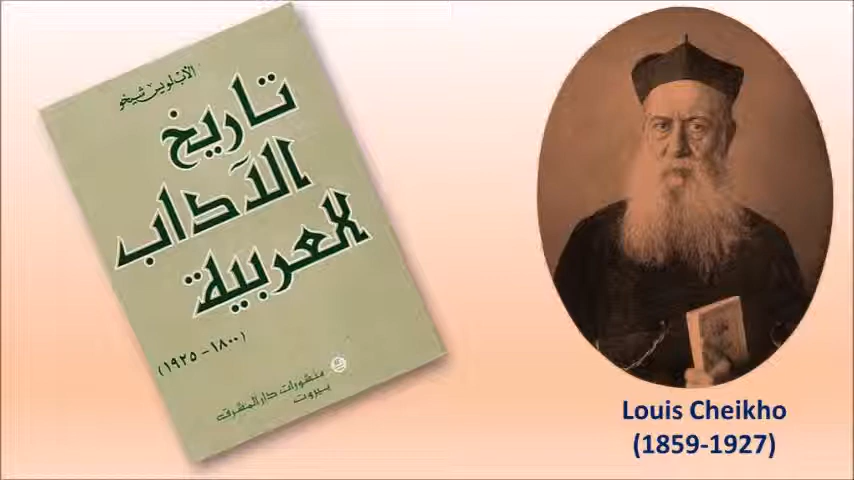 الأب لويس شيخو
تاريخ
الآداب
العربية
(١٨٠٠ - ١٩٢٥)
منشورات دار المشرق
بيروت
Louis Cheikho
(1859-1927)